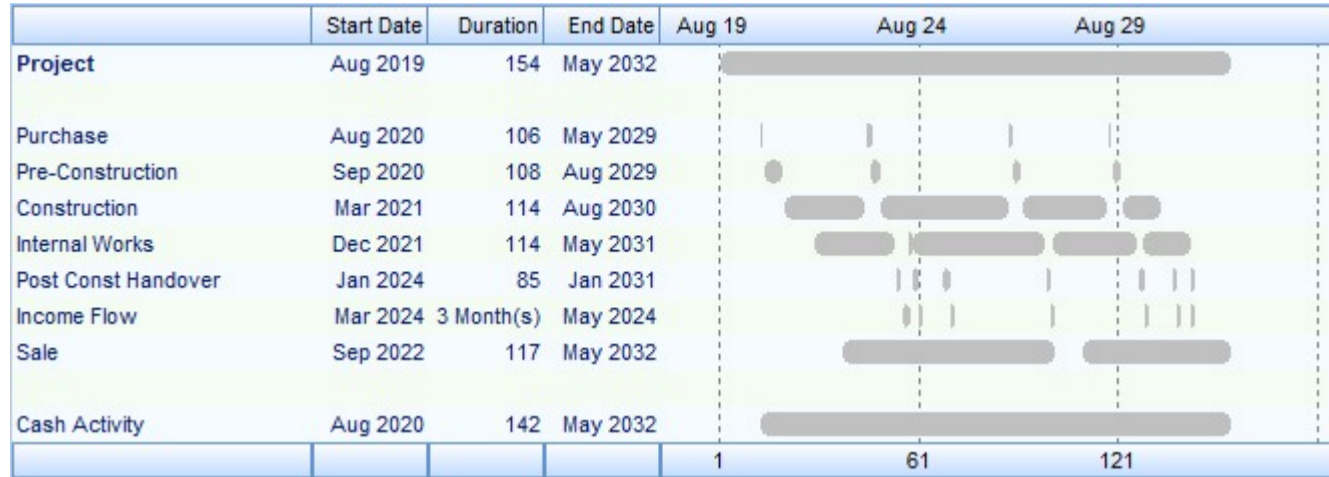 Start Date Duration End Date Aug 19 Aug 24 Aug 29
Project Aug 2019 154 May 2032
Purchase Aug 2020 106 May 2029
Pre-Construction Sep 2020 108 Aug 2029
Construction Mar 2021 114 Aug 2030
Internal Works Dec 2021 114 May 2031
Post Const Handover Jan 2024 85 Jan 2031
Income Flow Mar 2024 3 Month(s) May 2024
Sale Sep 2022 117 May 2032
Cash Activity Aug 2020 142 May 2032
1 61 121